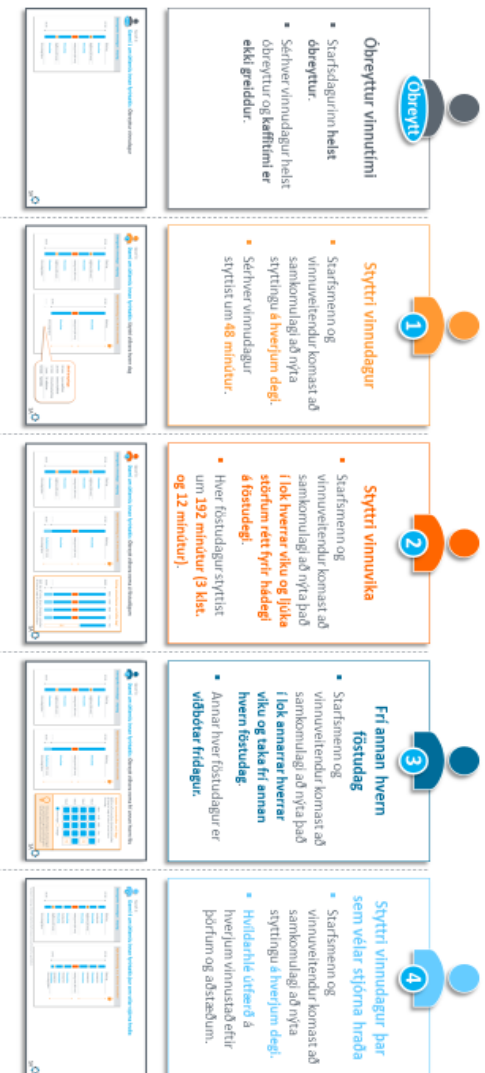 Óbreytt
Óbreyttur vinnutími
Starfsdagurinn helst
óbreyttur.
Sérhver vinnudagur helst
óbreyttur og kaffitími er
ekki greiddur.
1
Styttri vinnudagur
Starfsmenn og
vinnuveitendur komast að
samkomulagi að nýta
styttingu á hverjum degi.
Sérhver vinnudagur
styttist um 48 mínútur.
2
Styttri vinnuvika
Starfsmenn og
vinnuveitendur komast að
samkomulagi að nýta það
í lok hverrar viku og ljúka
störfum rétt fyrir hádegi
á föstudegi.
Hver föstudagur styttist
um 192 mínútur (3 klst.
og 12 mínútur).
3
Frí annan hvern
föstudag
Starfsmenn og
vinnuveitendur komast að
samkomulagi að nýta það
í lok annarrar hverrar
viku og taka frí annan
hvern föstudag.
Annar hver föstudagur er
viðbótar frídagur.
4
Styttri vinnudagur þar
sem vélar stjórna hraða
Starfsmenn og
vinnuveitendur komast að
samkomulagi að nýta
styttingu á hverjum degi.
Hvíldarhlé útfærð á
hverjum vinnustað eftir
þörfum og aðstæðum.